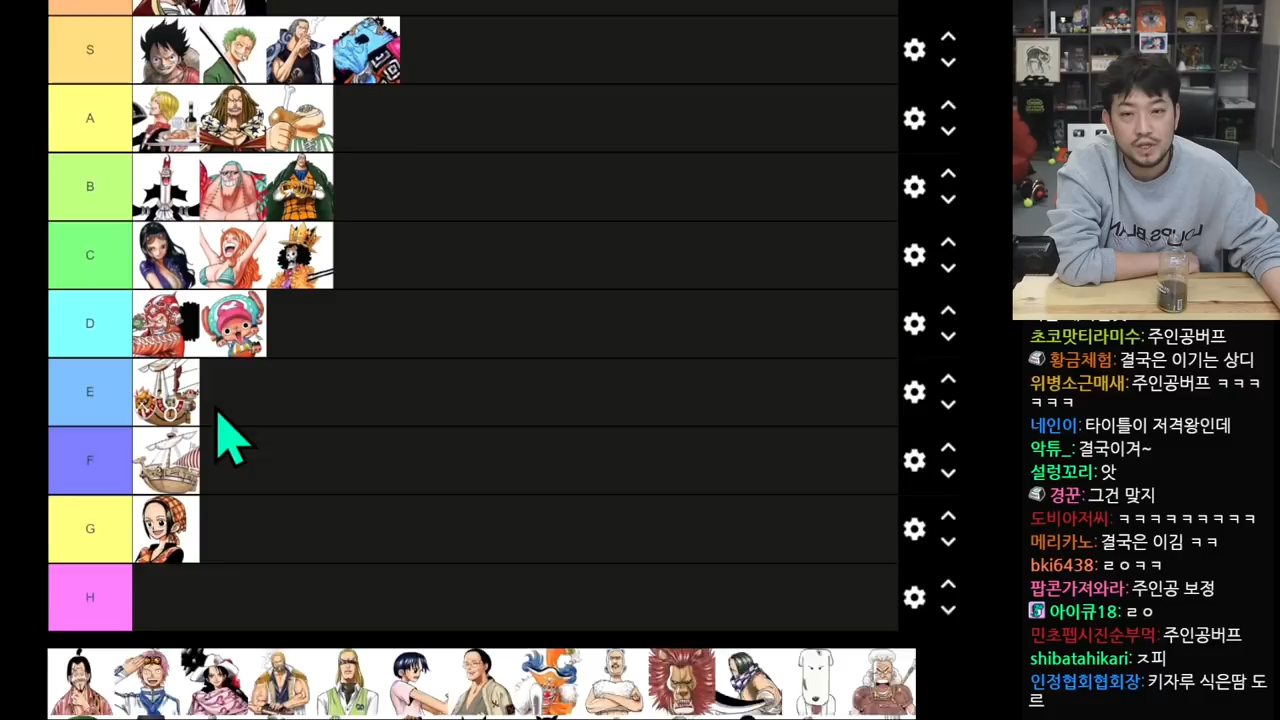 S
A
B
C
D
E
F
G
H
초코맛티라미수: 주인공버프
황금체험: 결국은 이기는 상디
위병소근매새: 주인공버프 ㅋㅋㅋ
ㅋㅋㅋ
네인이: 타이틀이 저격왕인데
악튜_: 결국이겨~
설렁꼬리: 앗
경꾼: 그건 맞지
도비아저씨: ㅋㅋㅋㅋㅋㅋㅋㅋㅋ
메리카노: 결국은 이김 ㅋㅋ
bki6438: ㄹㅇㅋㅋ
팝콘가져와라: 주인공 보정
아이큐18: ㄹㅇ
민초펩시진순부먹: 주인공버프
shibatahikari: ㅈ피
인정협회협회장: 키자루 식은땀 도
르